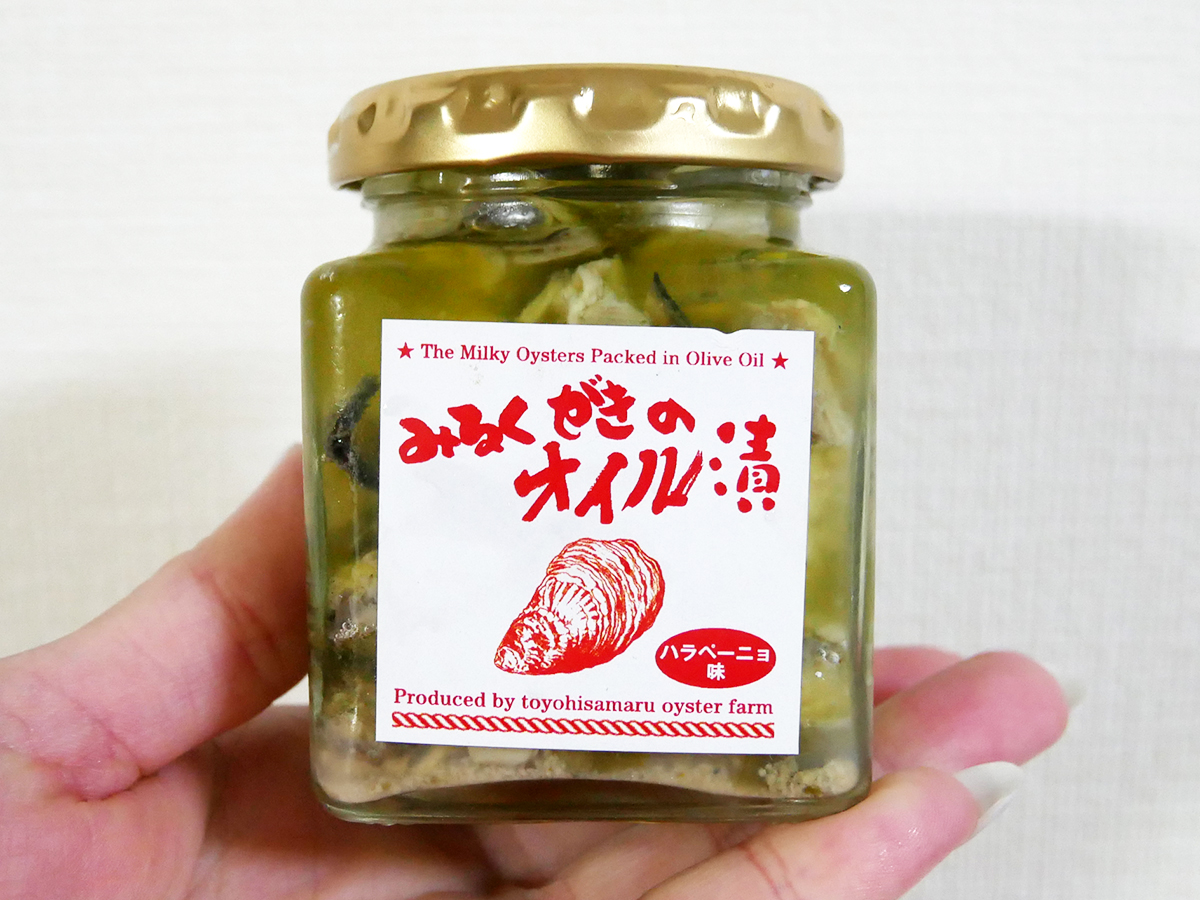 ★ The Milky Oysters Packed in Olive Oil ★
みるくがきの
オイル漬
ハラペーニョ
味
Produced by toyohisamaru oyster farm